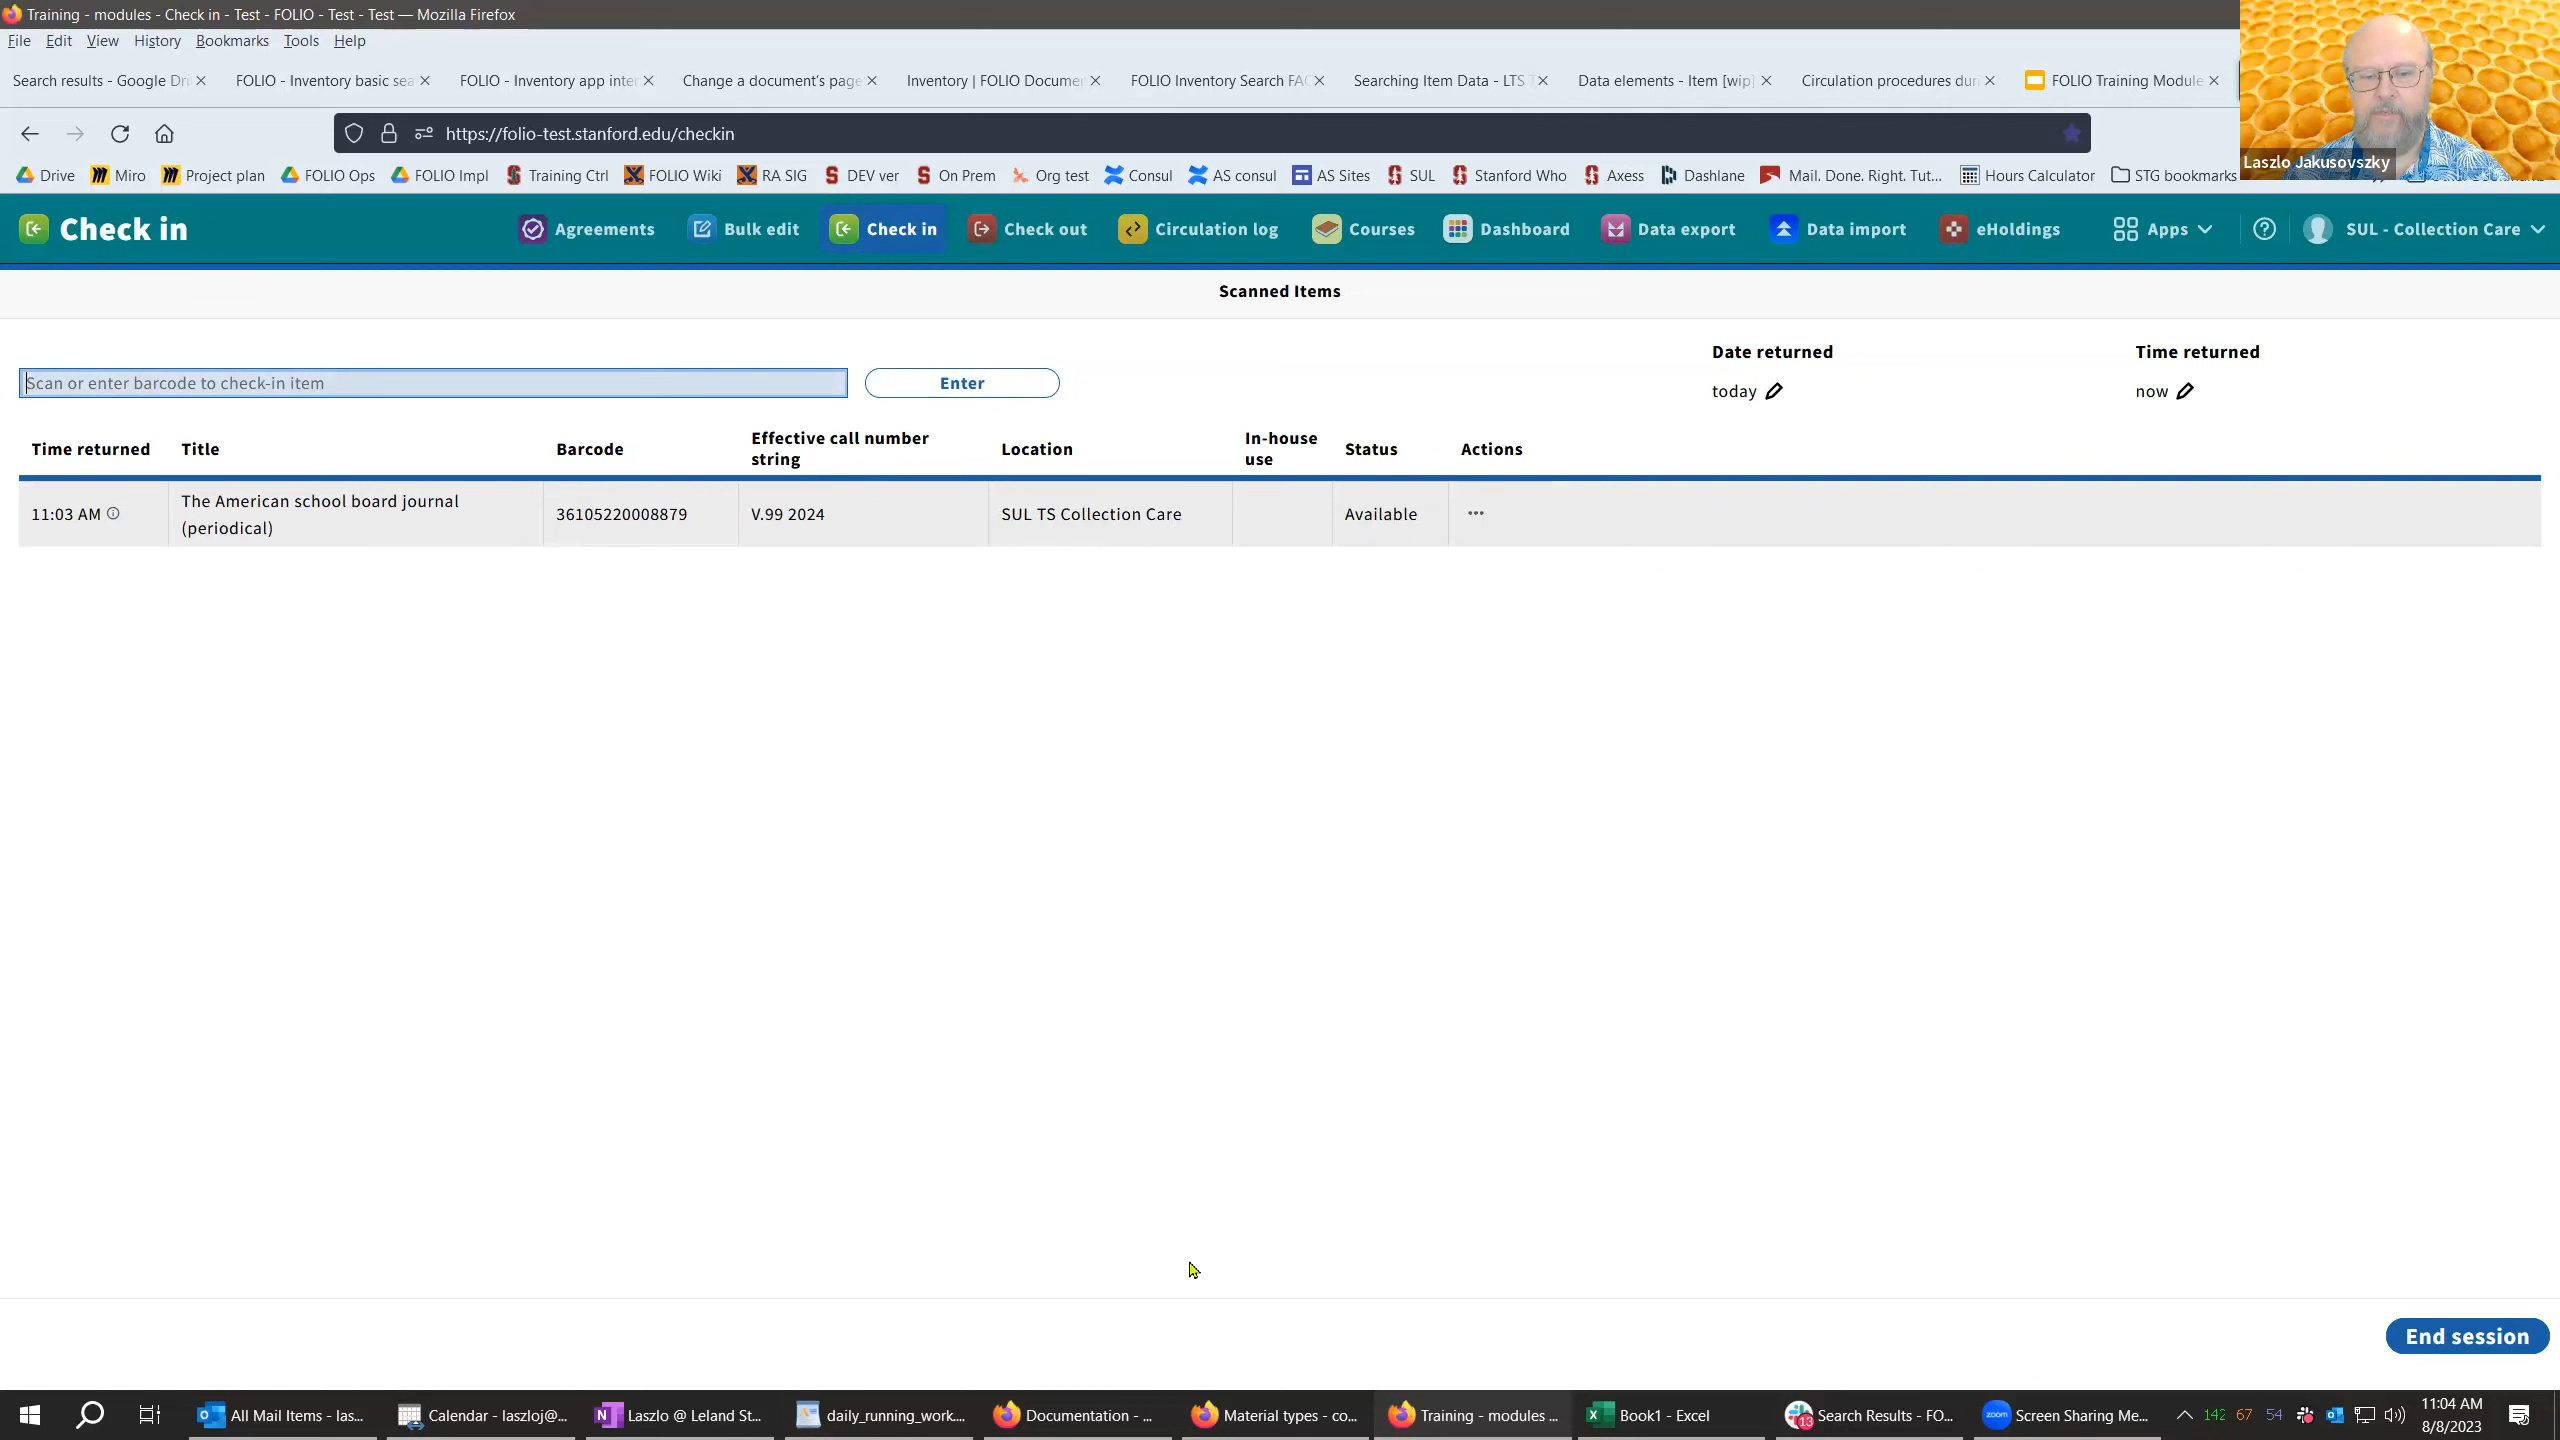 Training - modules - Check in - Test - FOLIO - Test - Test — Mozilla Firefox
File Edit View History Bookmarks Tools Help
Search results - Google Dri FOLIO - Inventory basic sea FOLIO - Inventory app inter Change a document's page Inventory | FOLIO Documen FOLIO Inventory Search FAQ Searching Item Data - LTS T Data elements - Item [wip] Circulation procedures duri FOLIO Training Module
https://folio-test.stanford.edu/checkin
Drive Miro Project plan FOLIO Ops FOLIO Impl Training Ctrl FOLIO Wiki RA SIG DEV ver On Prem Org test Consul AS consul AS Sites SUL Stanford Who Axess Dashlane Mail. Done. Right. Tut... Hours Calculator STG bookmarks
Laszlo Jakusovszky
Check in Agreements Bulk edit Check in Check out Circulation log Courses Dashboard Data export Data import eHoldings Apps SUL - Collection Care
Scanned Items
Date returned Time returned
Scan or enter barcode to check-in item Enter today now
Time returned Title Barcode Effective call number string Location In-house use Status Actions
11:03 AM The American school board journal (periodical) 36105220008879 V.99 2024 SUL TS Collection Care Available •••
End session
All Mail Items - las... Calendar - laszloj@... Laszlo @ Leland St... daily_running_work... Documentation - ... Material types - co... Training - modules ... Book1 - Excel 13 Search Results - FO... zoom Screen Sharing Me... 142 67 54 11:04 AM
8/8/2023